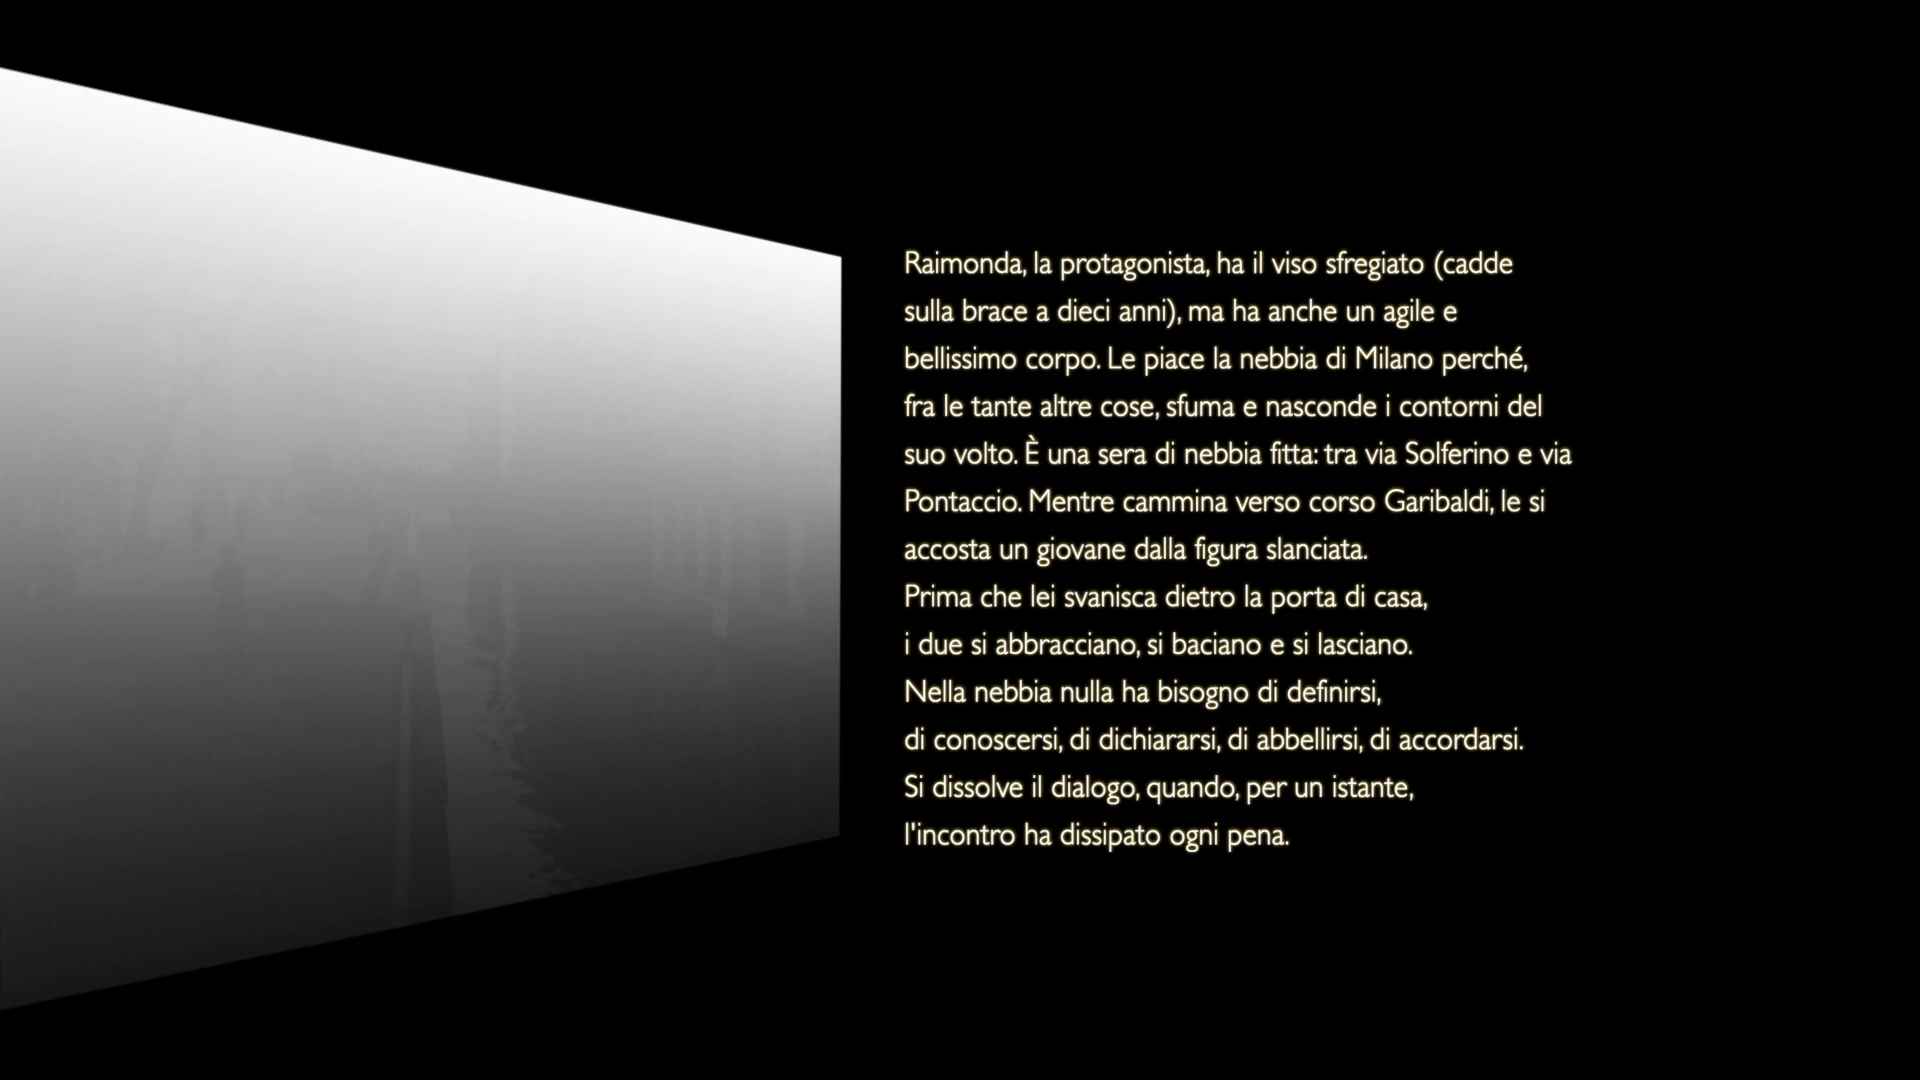 Raimonda, la protagonista, ha il viso sfregiato (cadde
sulla brace a dieci anni), ma ha anche un agile e
bellissimo corpo. Le piace la nebbia di Milano perché,
fra le tante altre cose, sfuma e nasconde i contorni del
suo volto. È una sera di nebbia fitta: tra via Solferino e via
Pontaccio. Mentre cammina verso corso Garibaldi, le si
accosta un giovane dalla figura slanciata.
Prima che lei svanisca dietro la porta di casa,
i due si abbracciano, si baciano e si lasciano.
Nella nebbia nulla ha bisogno di definirsi,
di conoscersi, di dichiararsi, di abbellirsi, di accordarsi.
Si dissolve il dialogo, quando, per un istante,
l'incontro ha dissipato ogni pena.